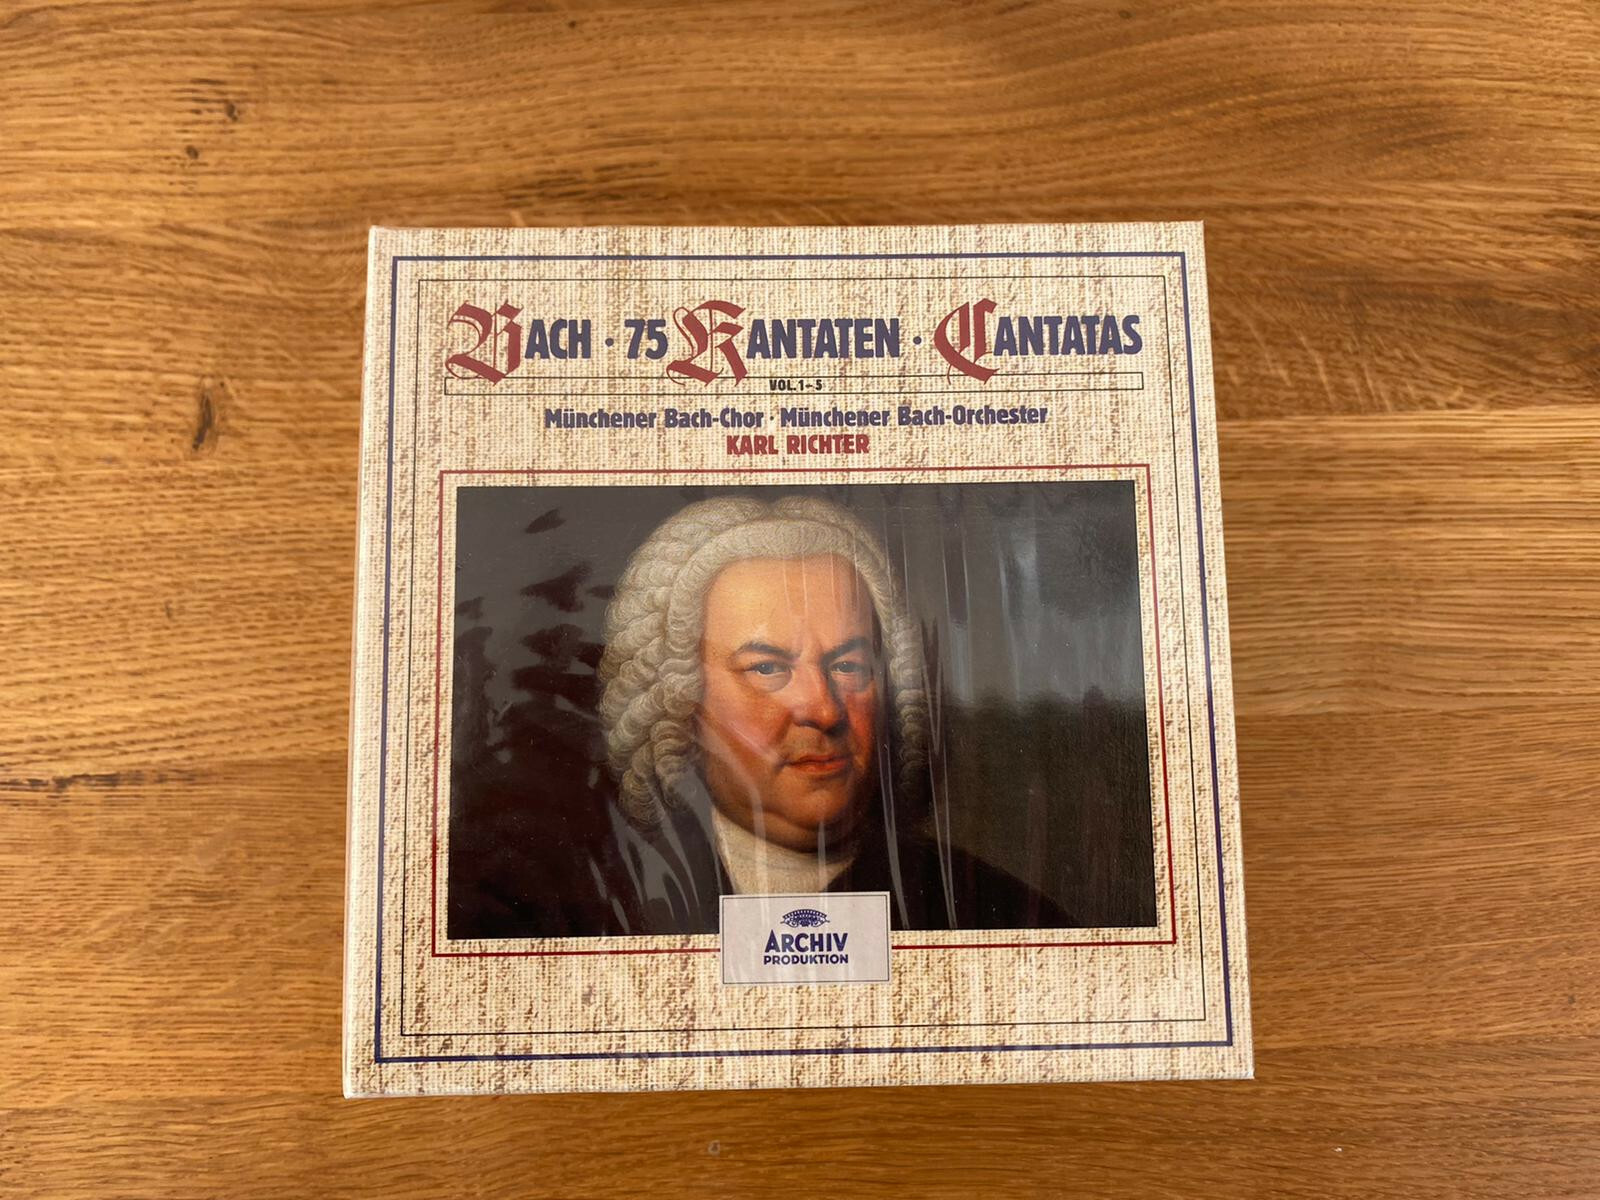 BACH · 75 KANTATEN · CANTATAS
VOL.1-5
Münchener Bach-Chor · Münchener Bach-Orchester
KARL RICHTER
ARCHIV
PRODUKTION